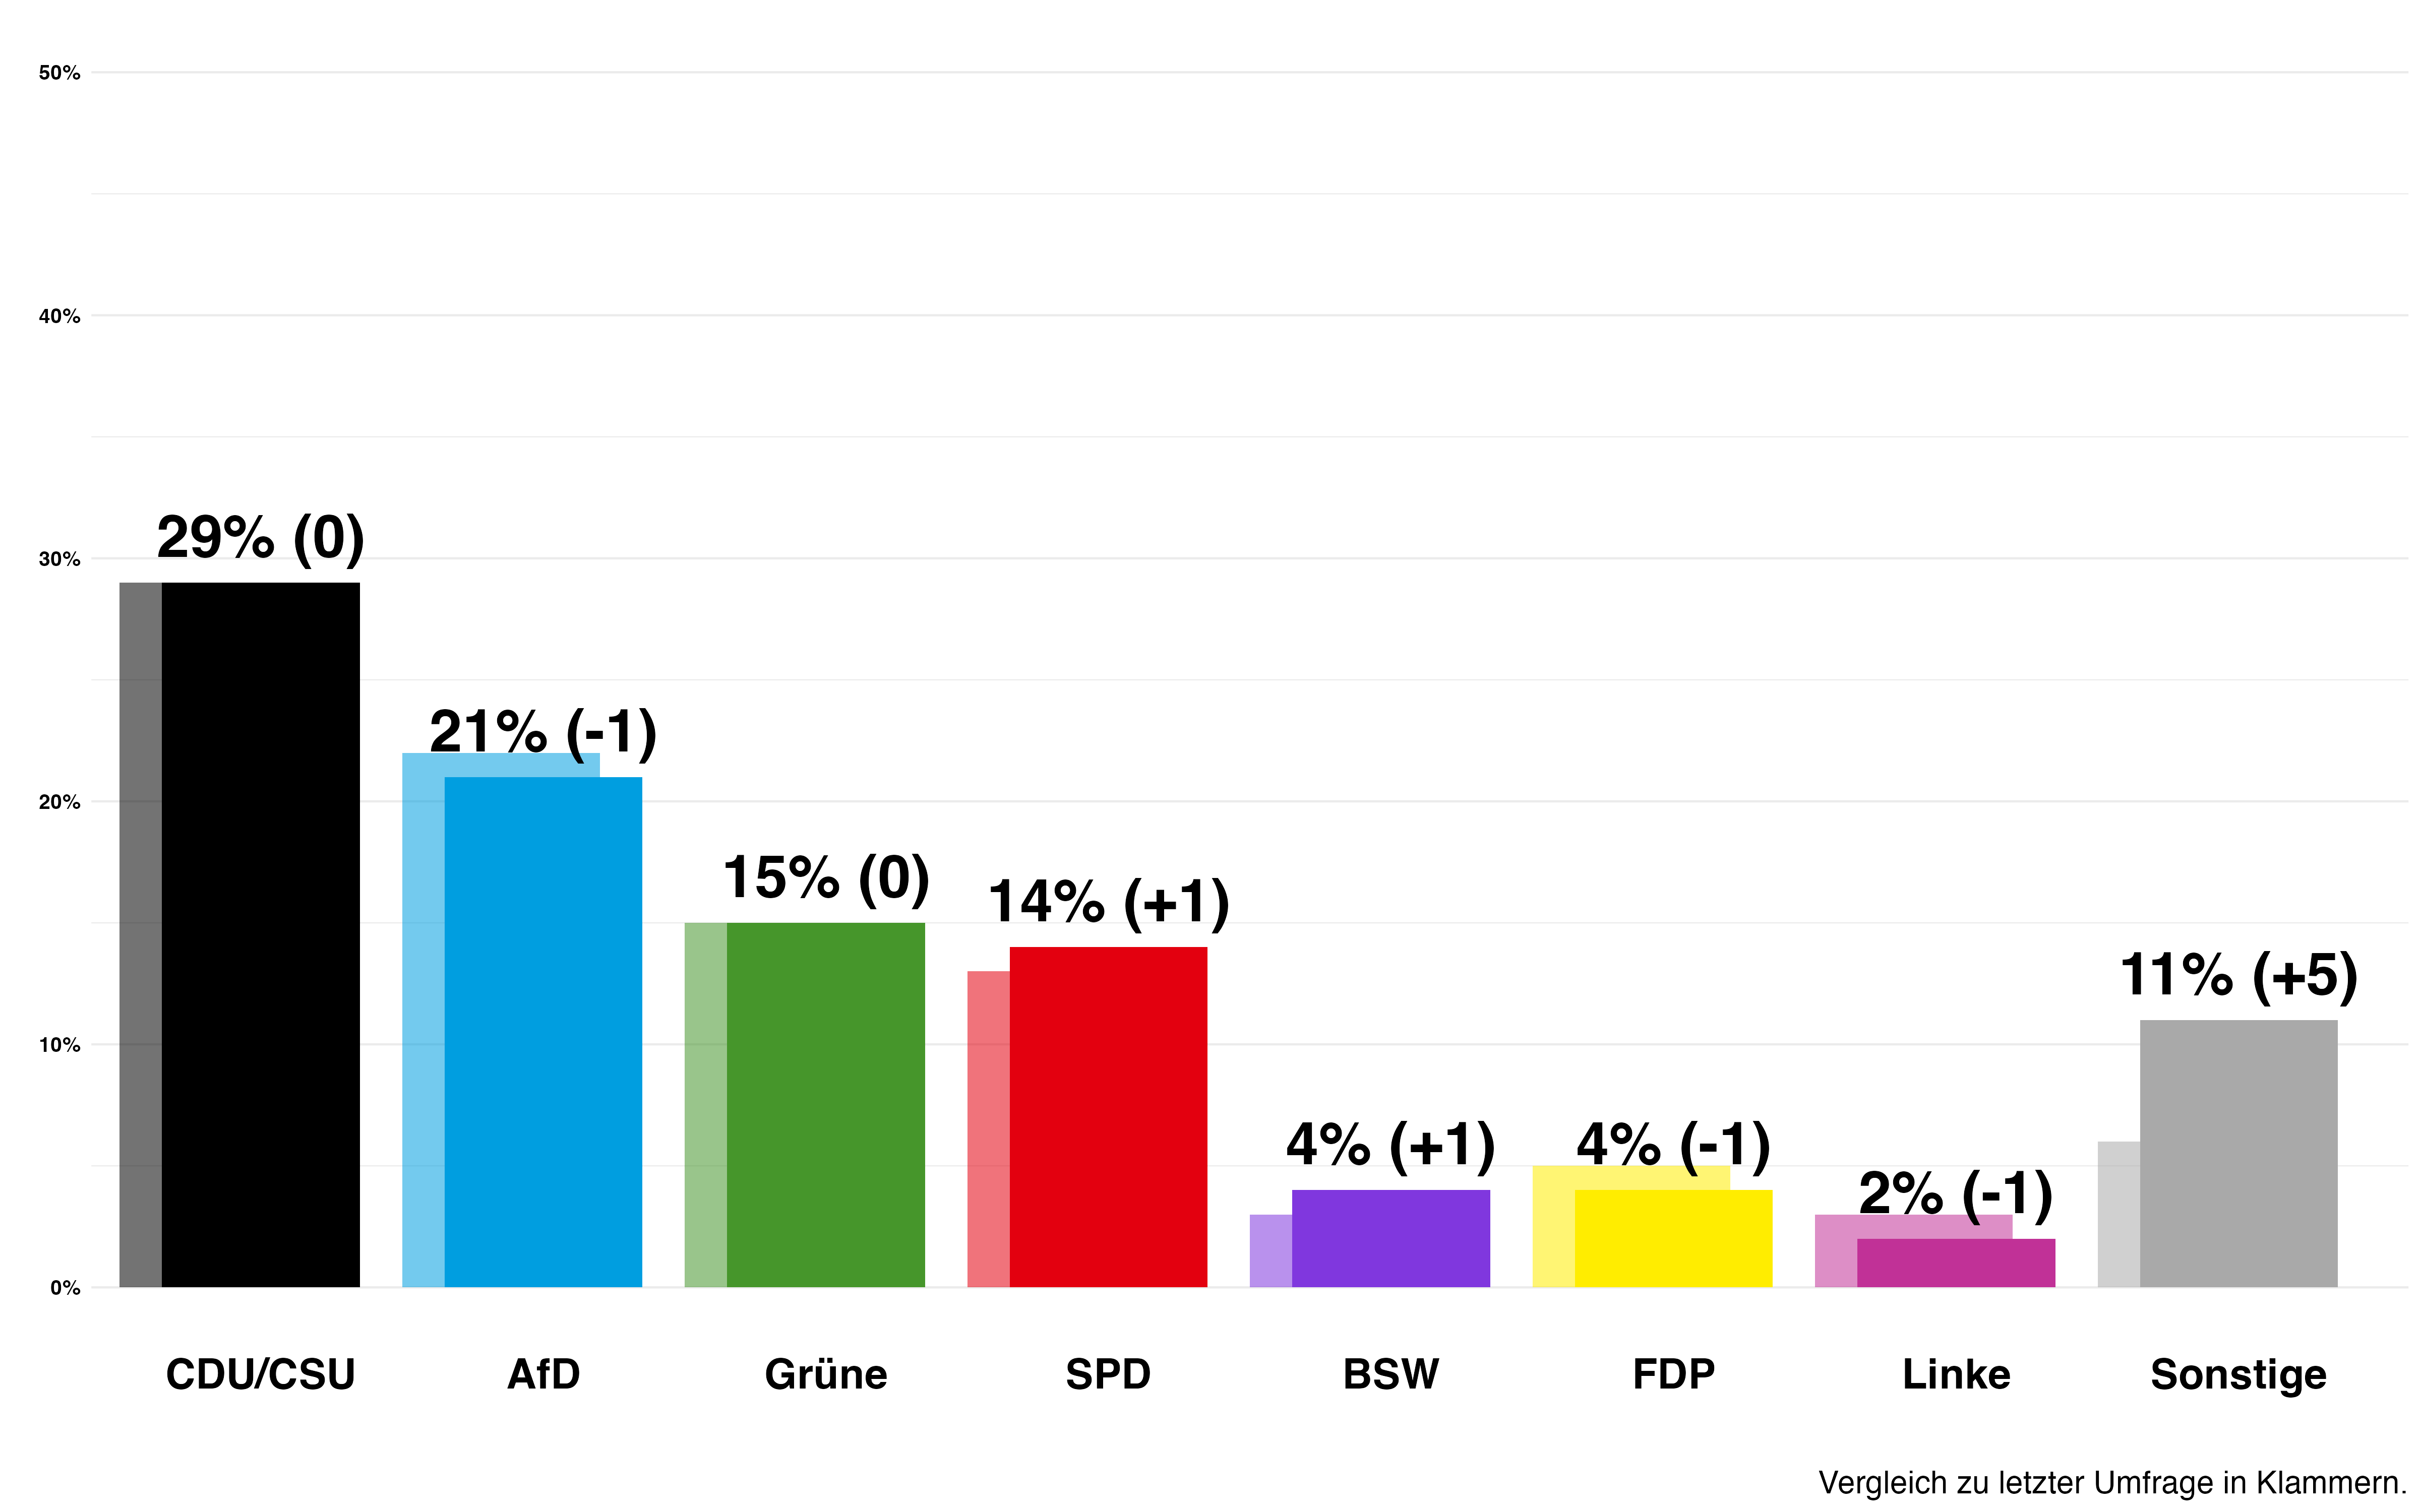 50%
40%
30%
20%
10%
0%
29% (0)
21% (-1)
15% (0)
14% (+1)
4% (+1)
4% (-1)
2% (-1)
11% (+5)
CDU/CSU
AfD
Grüne
SPD
BSW
FDP
Linke
Sonstige
Vergleich zu letzter Umfrage in Klammern.